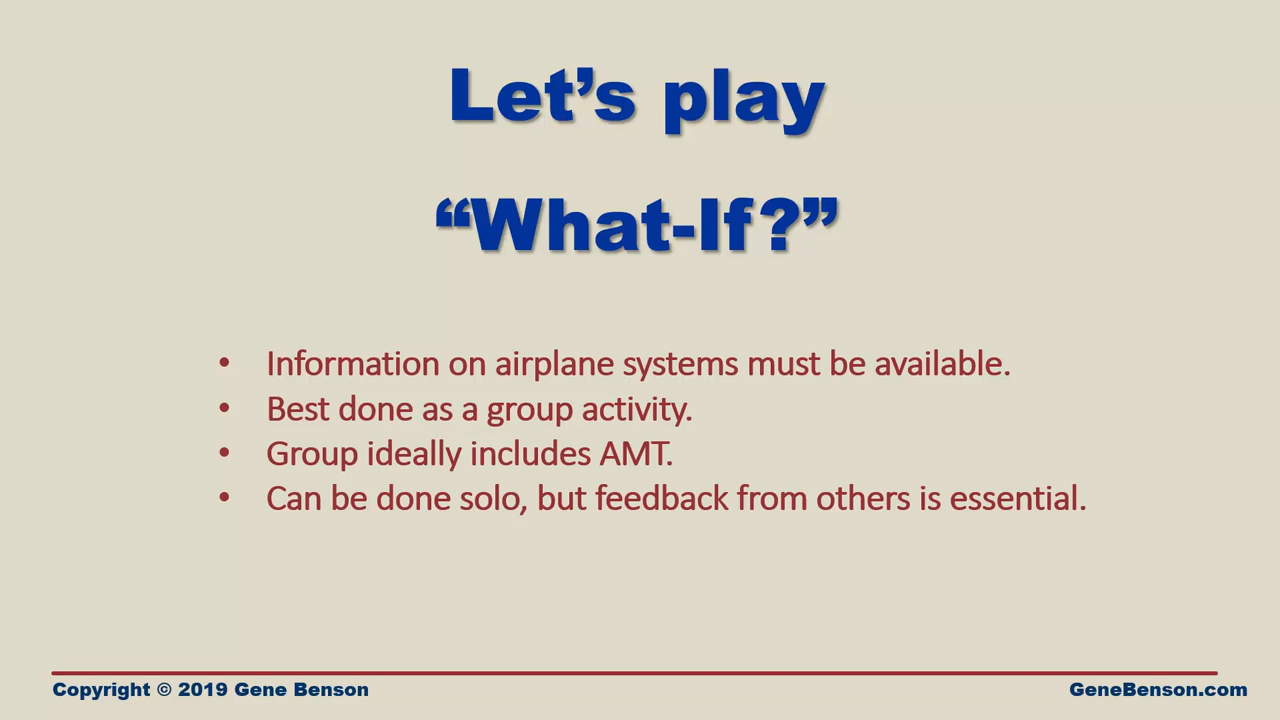 Let’s play
“What-If?”
• Information on airplane systems must be available.
• Best done as a group activity.
• Group ideally includes AMT.
• Can be done solo, but feedback from others is essential.
Copyright © 2019 Gene Benson
GeneBenson.com